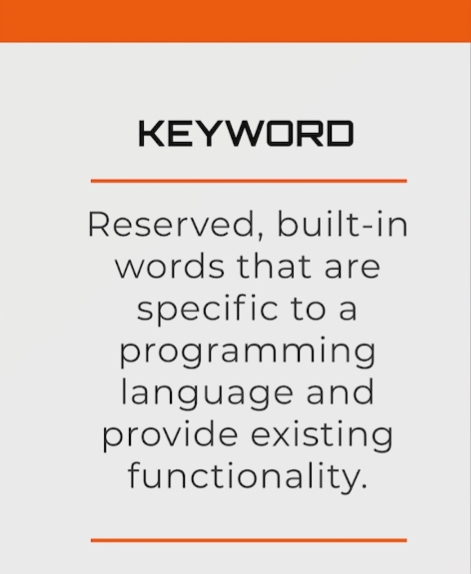 KEYWORD
Reserved, built-in
words that are
specific to a
programming
language and
provide existing
functionality.